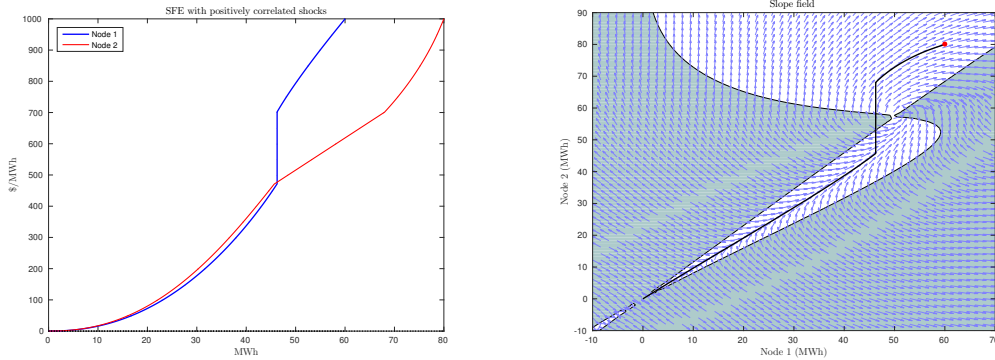 SFE with positively correlated shocks
Node 1
Node 2
1000
900
800
700
600
500
400
300
200
100
0
$/MWh
0 10 20 30 40 50 60 70 80
MWh
Slope field
90
80
70
60
50
40
30
20
10
0
-10
Node 2 (MWh)
-10 0 10 20 30 40 50 60 70
Node 1 (MWh)